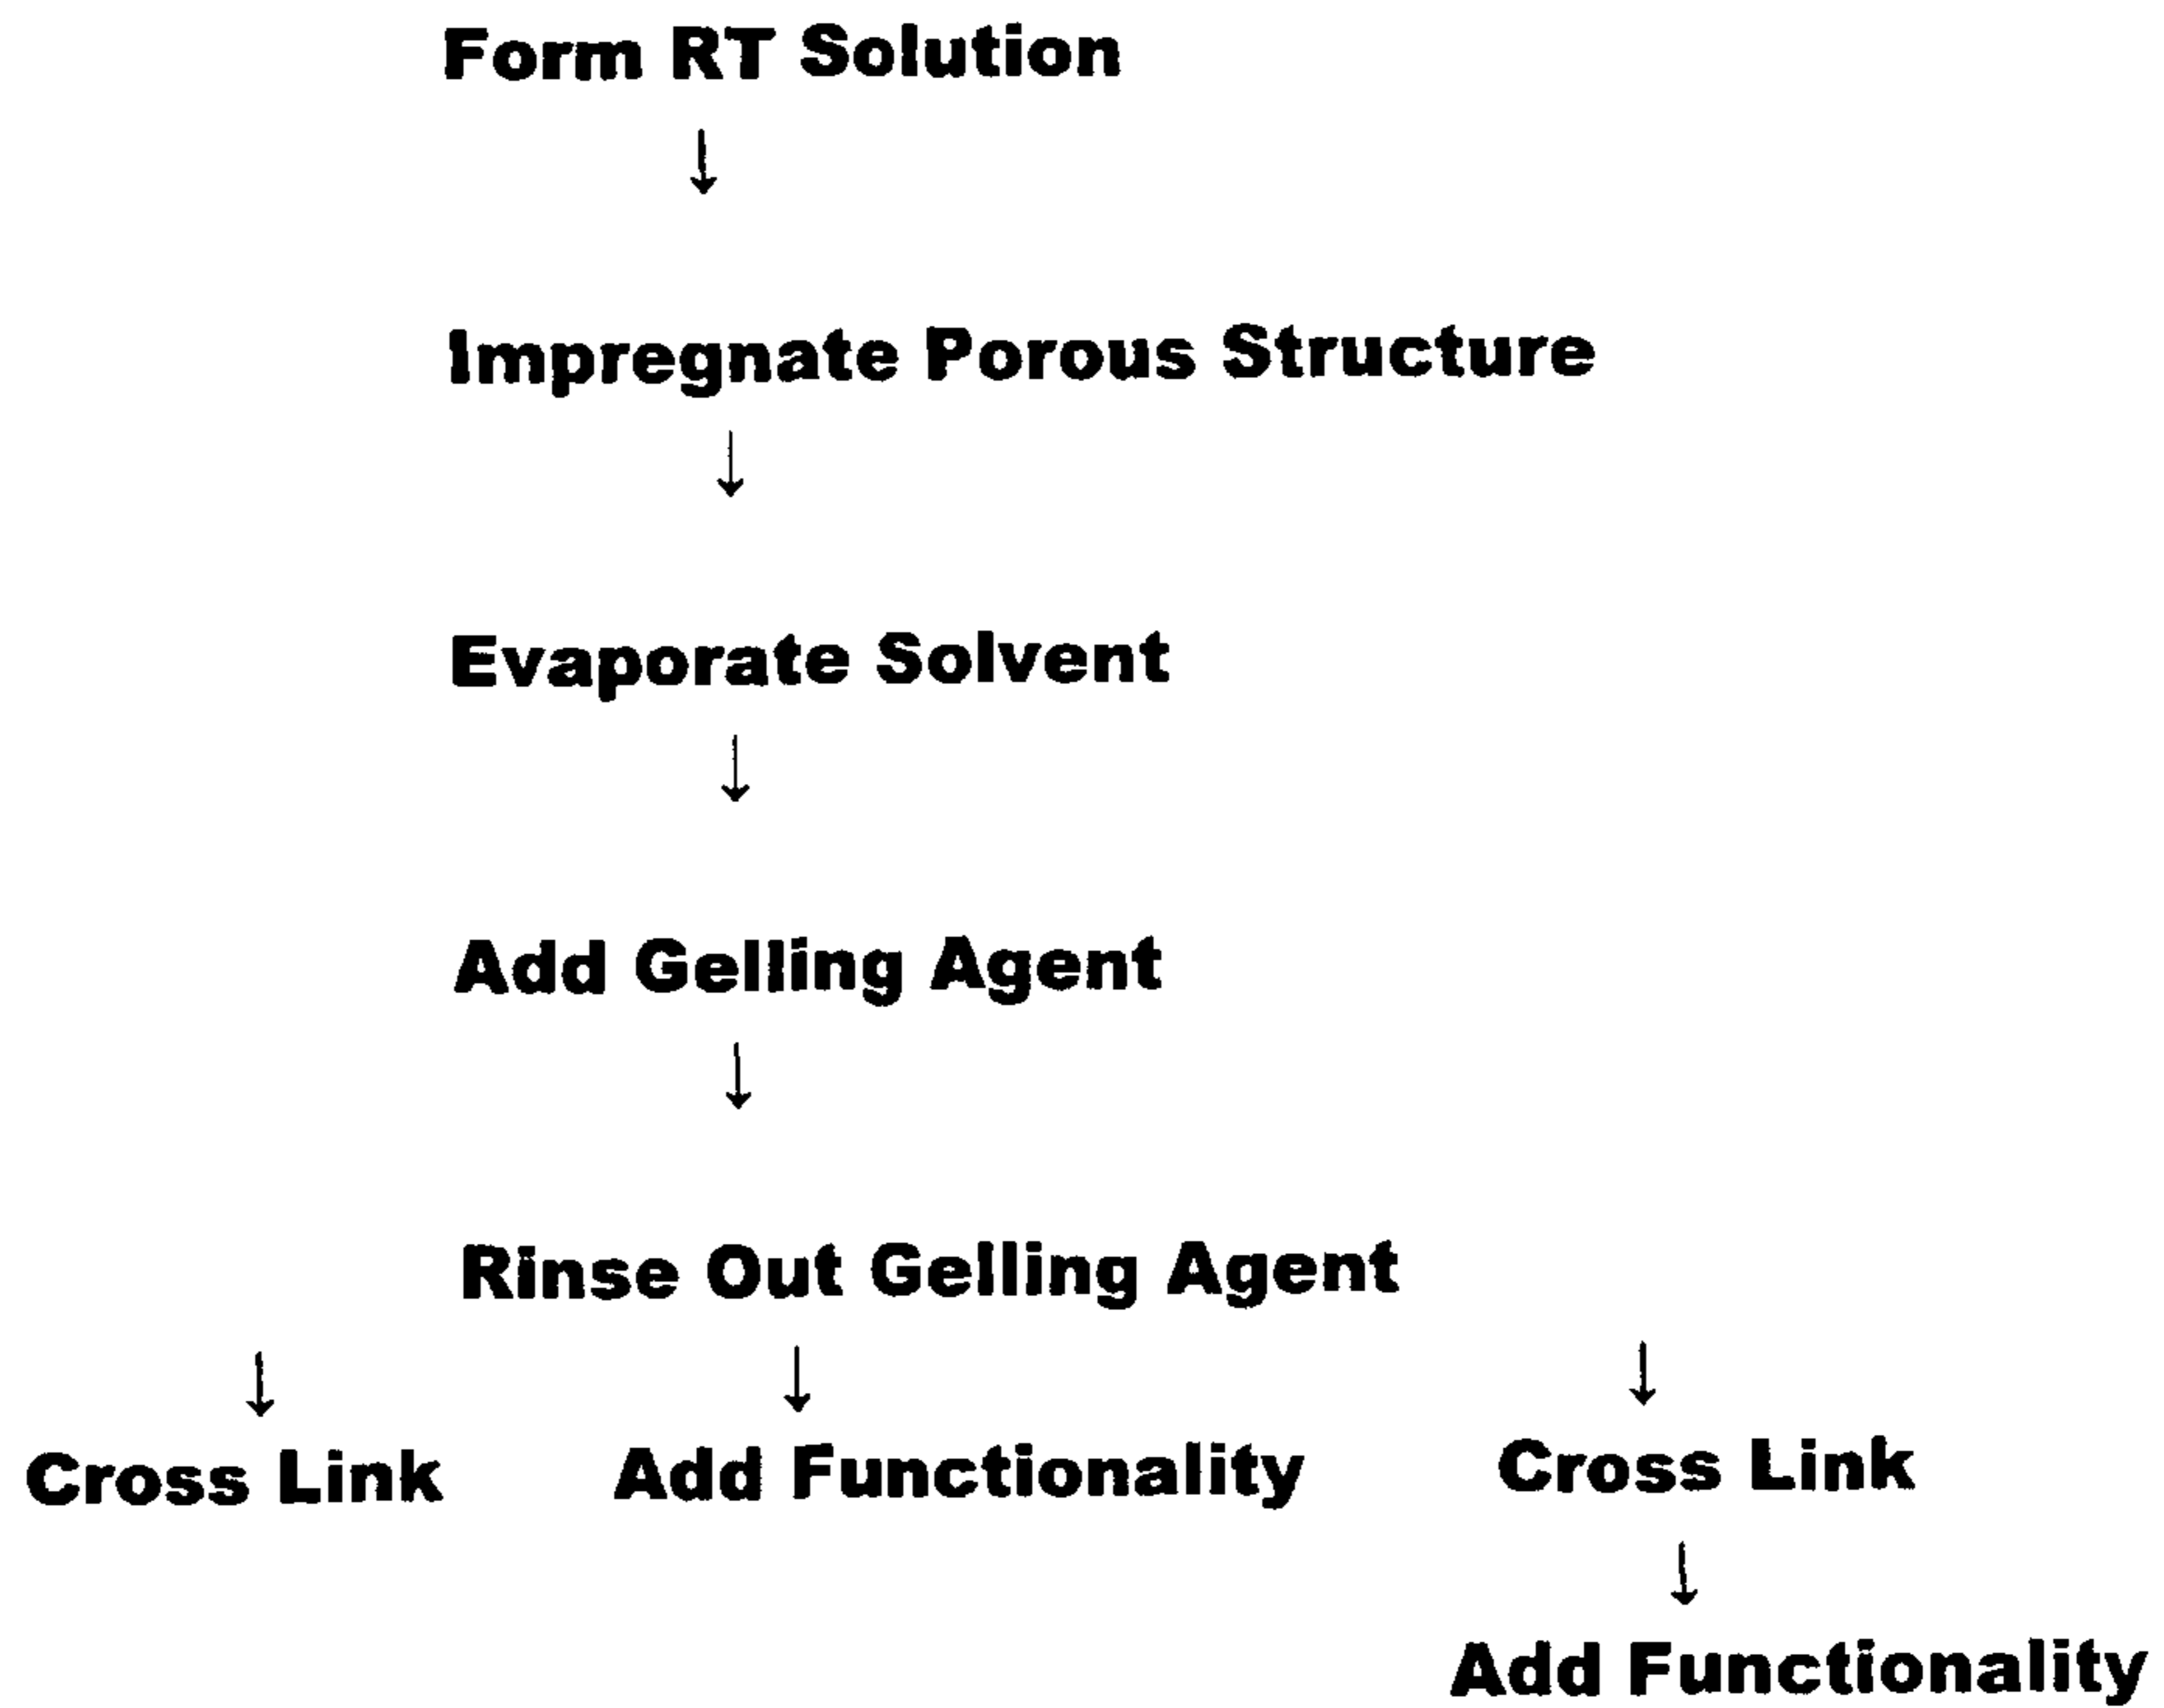 Form RT Solution
↓
Impregnate Porous Structure
↓
Evaporate Solvent
↓
Add Gelling Agent
↓
Rinse Out Gelling Agent
↓ ↓ ↓
Cross Link Add Functionality Cross Link
↓
Add Functionality